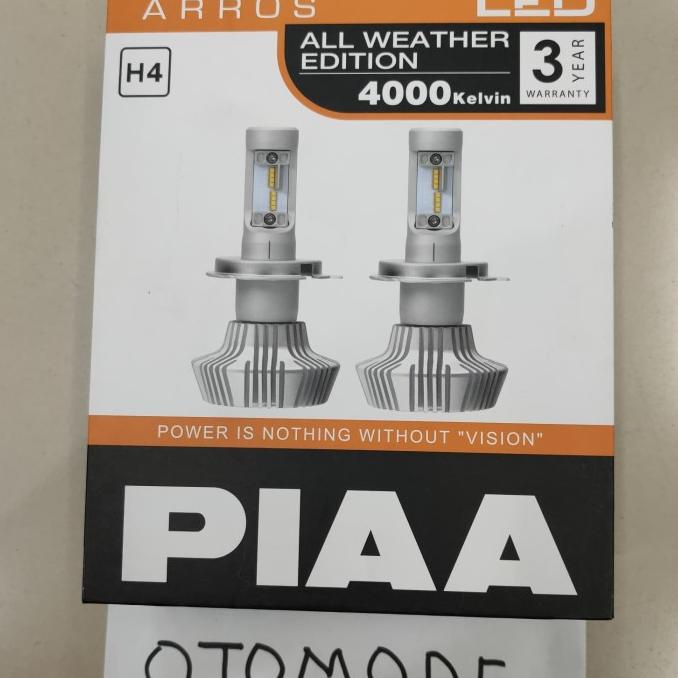 ARROS LED
H4
ALL WEATHER
EDITION
4000Kelvin
3 YEAR
WARRANTY
POWER IS NOTHING WITHOUT "VISION"
PIAA
OTOMODE